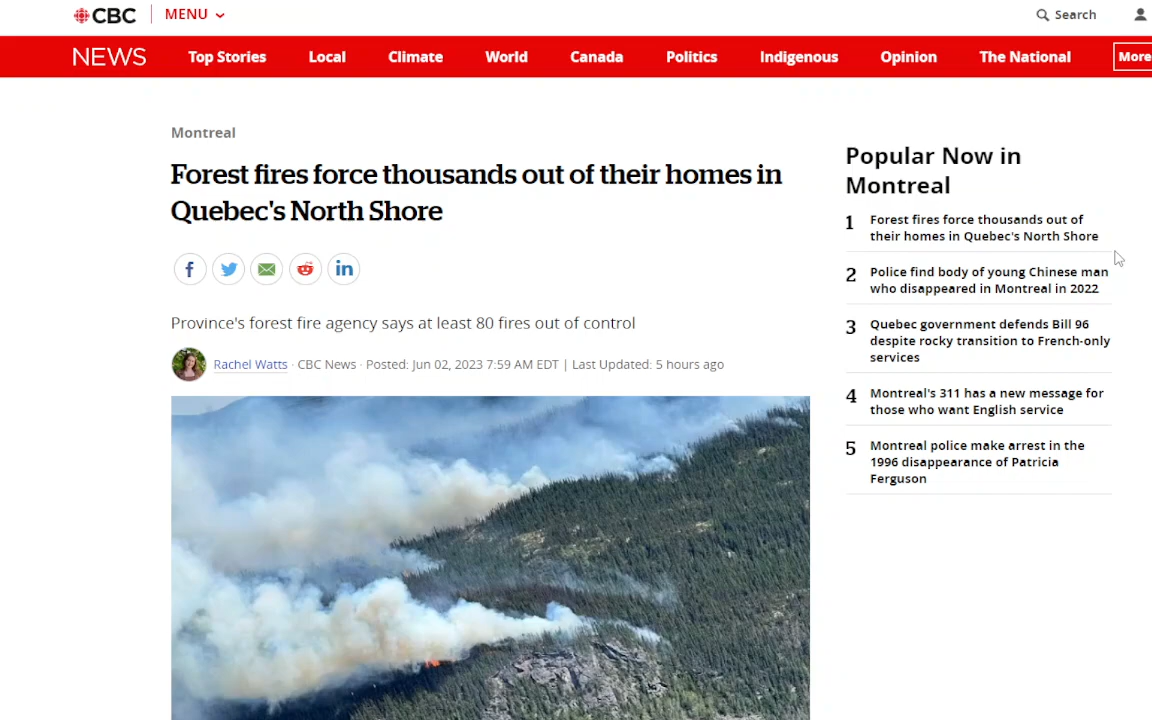 CBC
MENU
Search
NEWS
Top Stories
Local
Climate
World
Canada
Politics
Indigenous
Opinion
The National
More
Montreal
Forest fires force thousands out of their homes in
Quebec's North Shore
Province's forest fire agency says at least 80 fires out of control
Rachel Watts · CBC News · Posted: Jun 02, 2023 7:59 AM EDT | Last Updated: 5 hours ago
Popular Now in
Montreal
1 Forest fires force thousands out of
their homes in Quebec's North Shore
2 Police find body of young Chinese man
who disappeared in Montreal in 2022
3 Quebec government defends Bill 96
despite rocky transition to French-only
services
4 Montreal's 311 has a new message for
those who want English service
5 Montreal police make arrest in the
1996 disappearance of Patricia
Ferguson